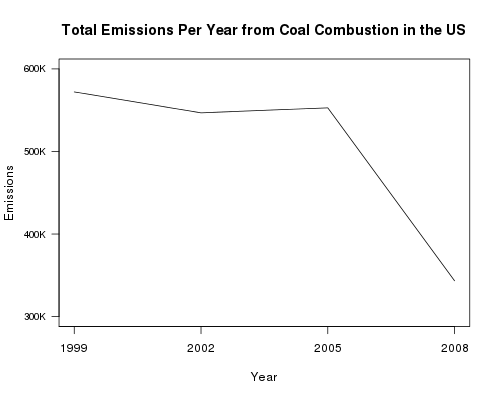 Total Emissions Per Year from Coal Combustion in the US
600K
500K
400K
300K
Emissions
1999 2002 2005 2008
Year